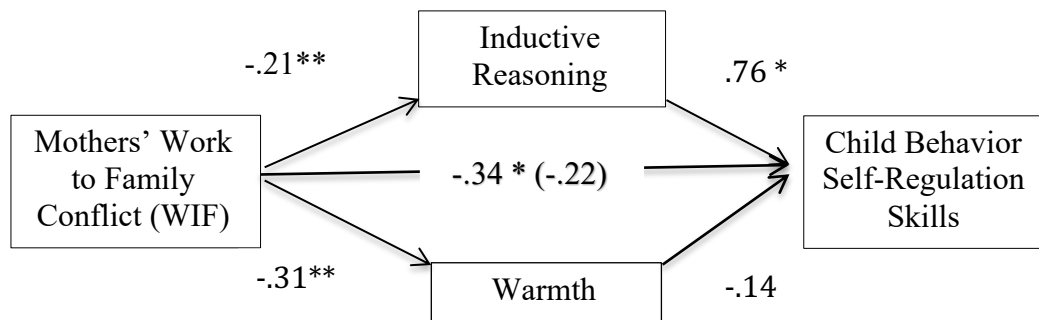 Inductive
Reasoning
-.21**
.76 *
Mothers’ Work
to Family
Conflict (WIF)
-.34 * (-.22)
Child Behavior
Self-Regulation
Skills
-.31**
Warmth
-.14